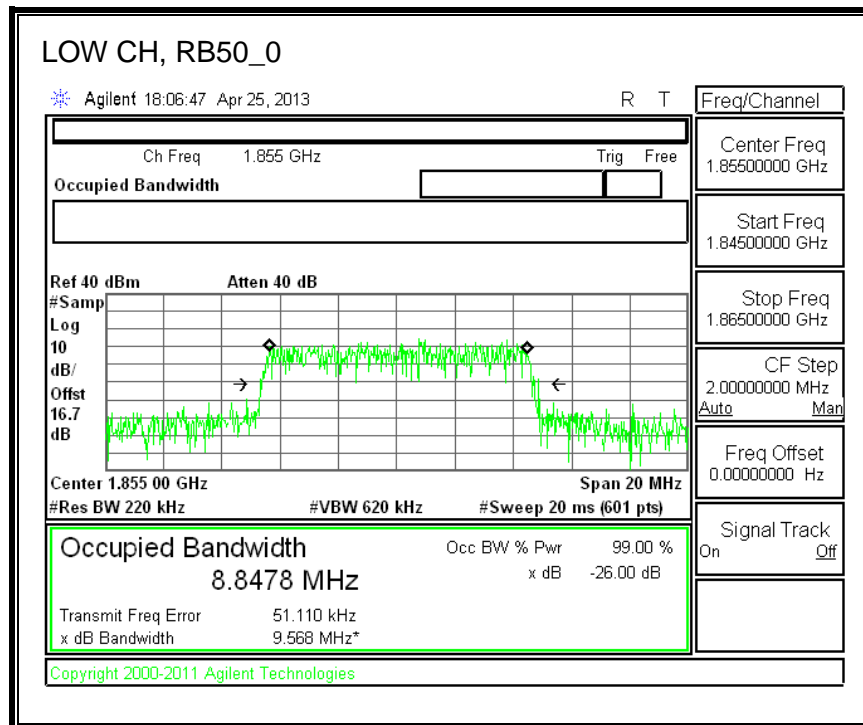 LOW CH, RB50_0
Agilent 18:06:47 Apr 25, 2013 R T
Freq/Channel
Ch Freq 1.855 GHz Trig Free
Occupied Bandwidth
Center Freq
1.85500000 GHz
Start Freq
1.84500000 GHz
Stop Freq
1.86500000 GHz
CF Step
2.00000000 MHz
Auto Man
Freq Offset
0.00000000 Hz
Signal Track
On Off
Ref 40 dBm Atten 40 dB
#Samp
Log
10
dB/
Offst
16.7
dB
Center 1.855 00 GHz Span 20 MHz
#Res BW 220 kHz #VBW 620 kHz #Sweep 20 ms (601 pts)
Occupied Bandwidth Occ BW % Pwr 99.00 %
8.8478 MHz x dB -26.00 dB
Transmit Freq Error 51.110 kHz
x dB Bandwidth 9.568 MHz*
Copyright 2000-2011 Agilent Technologies